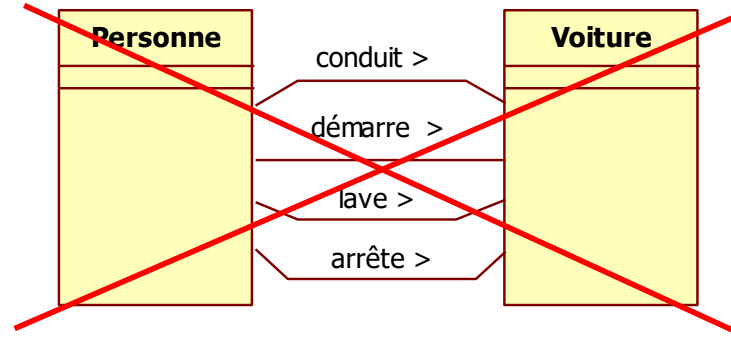 Personne
Voiture
conduit >
démarre >
lave >
arrête >